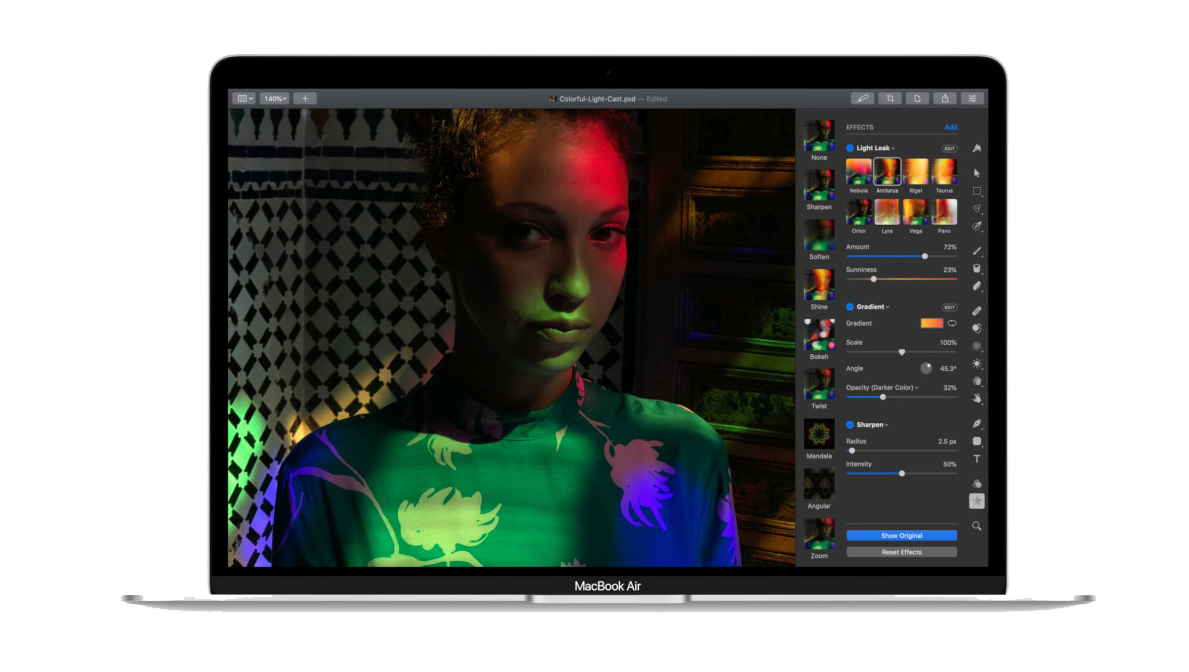 140%
Colorful-Light-Cast.pxd — Edited
None
Sharpen
Soften
Shine
Bokeh
Twist
Mandala
Angular
Zoom
EFFECTS Add
Light Leak EDIT
Nebula Arcturus Rigel Taurus
Orion Lyra Vega Pavo
Amount 72%
Sunniness 23%
Gradient EDIT
Gradient
Scale 100%
Angle 45.3°
Opacity (Darker Color) 32%
Sharpen
Radius 2.5 px
Intensity 50%
Show Original
Reset Effects
MacBook Air